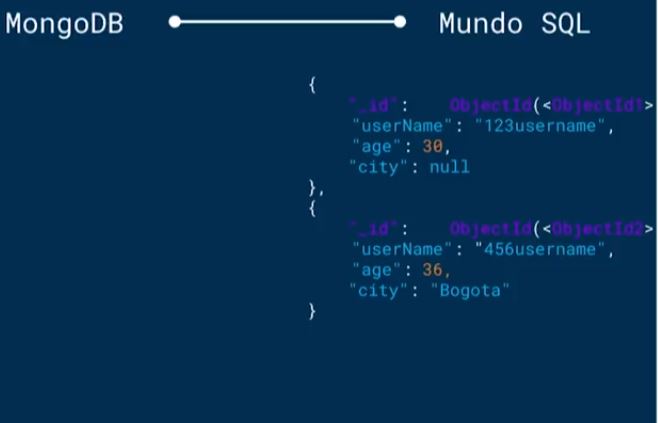 MongoDB Mundo SQL
{
"_id": ObjectId(<ObjectId1>
"userName": "123username",
"age": 30,
"city": null
},
{
"_id": ObjectId(<ObjectId2>
"userName": "456username",
"age": 36,
"city": "Bogota"
}